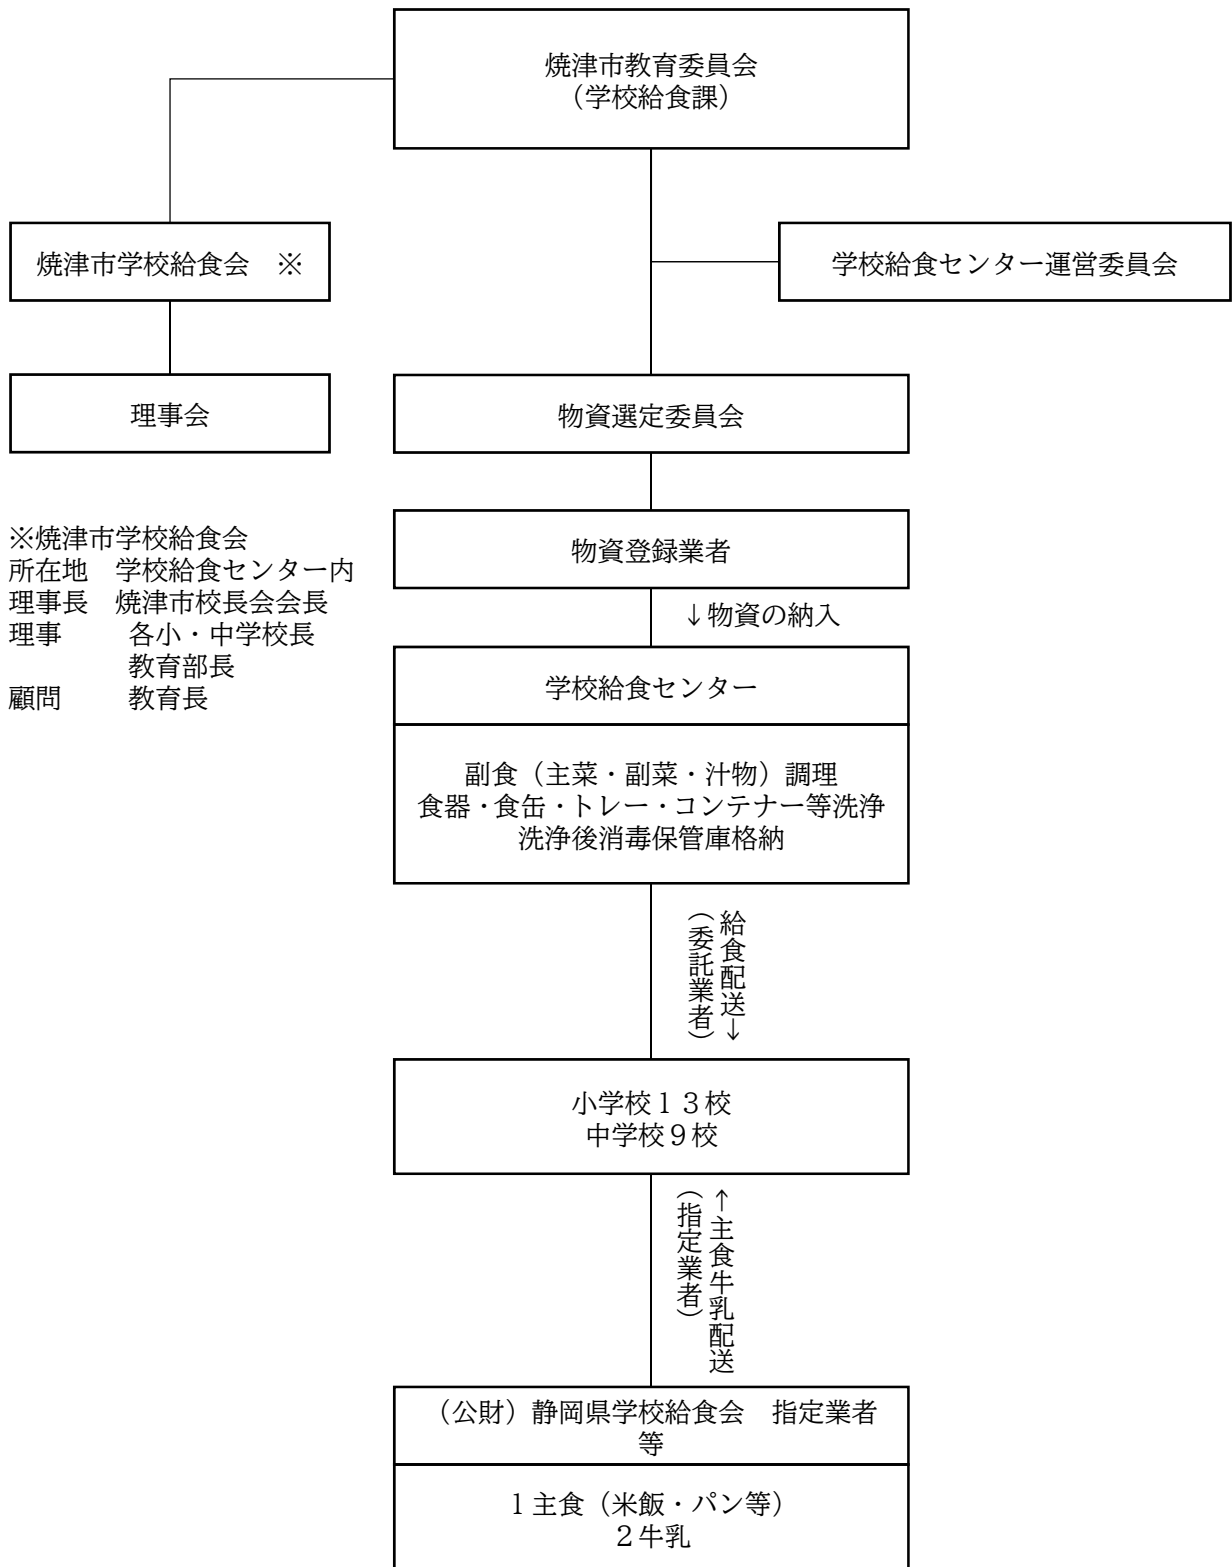 焼津市教育委員会
（学校給食課）
焼津市学校給食会　※
学校給食センター運営委員会
理事会
物資選定委員会
※焼津市学校給食会
所在地　学校給食センター内
理事長　焼津市校長会会長
理事　　各小・中学校長
教育部長
顧問　　教育長
物資登録業者
↓物資の納入
学校給食センター
副食（主菜・副菜・汁物）調理
食器・食缶・トレー・コンテナー等洗浄
洗浄後消毒保管庫格納
給食配送↓
（委託業者）
小学校１３校
中学校９校
↑主食牛乳配送
（指定業者）
（公財）静岡県学校給食会　指定業者
等
１主食（米飯・パン等）
２牛乳